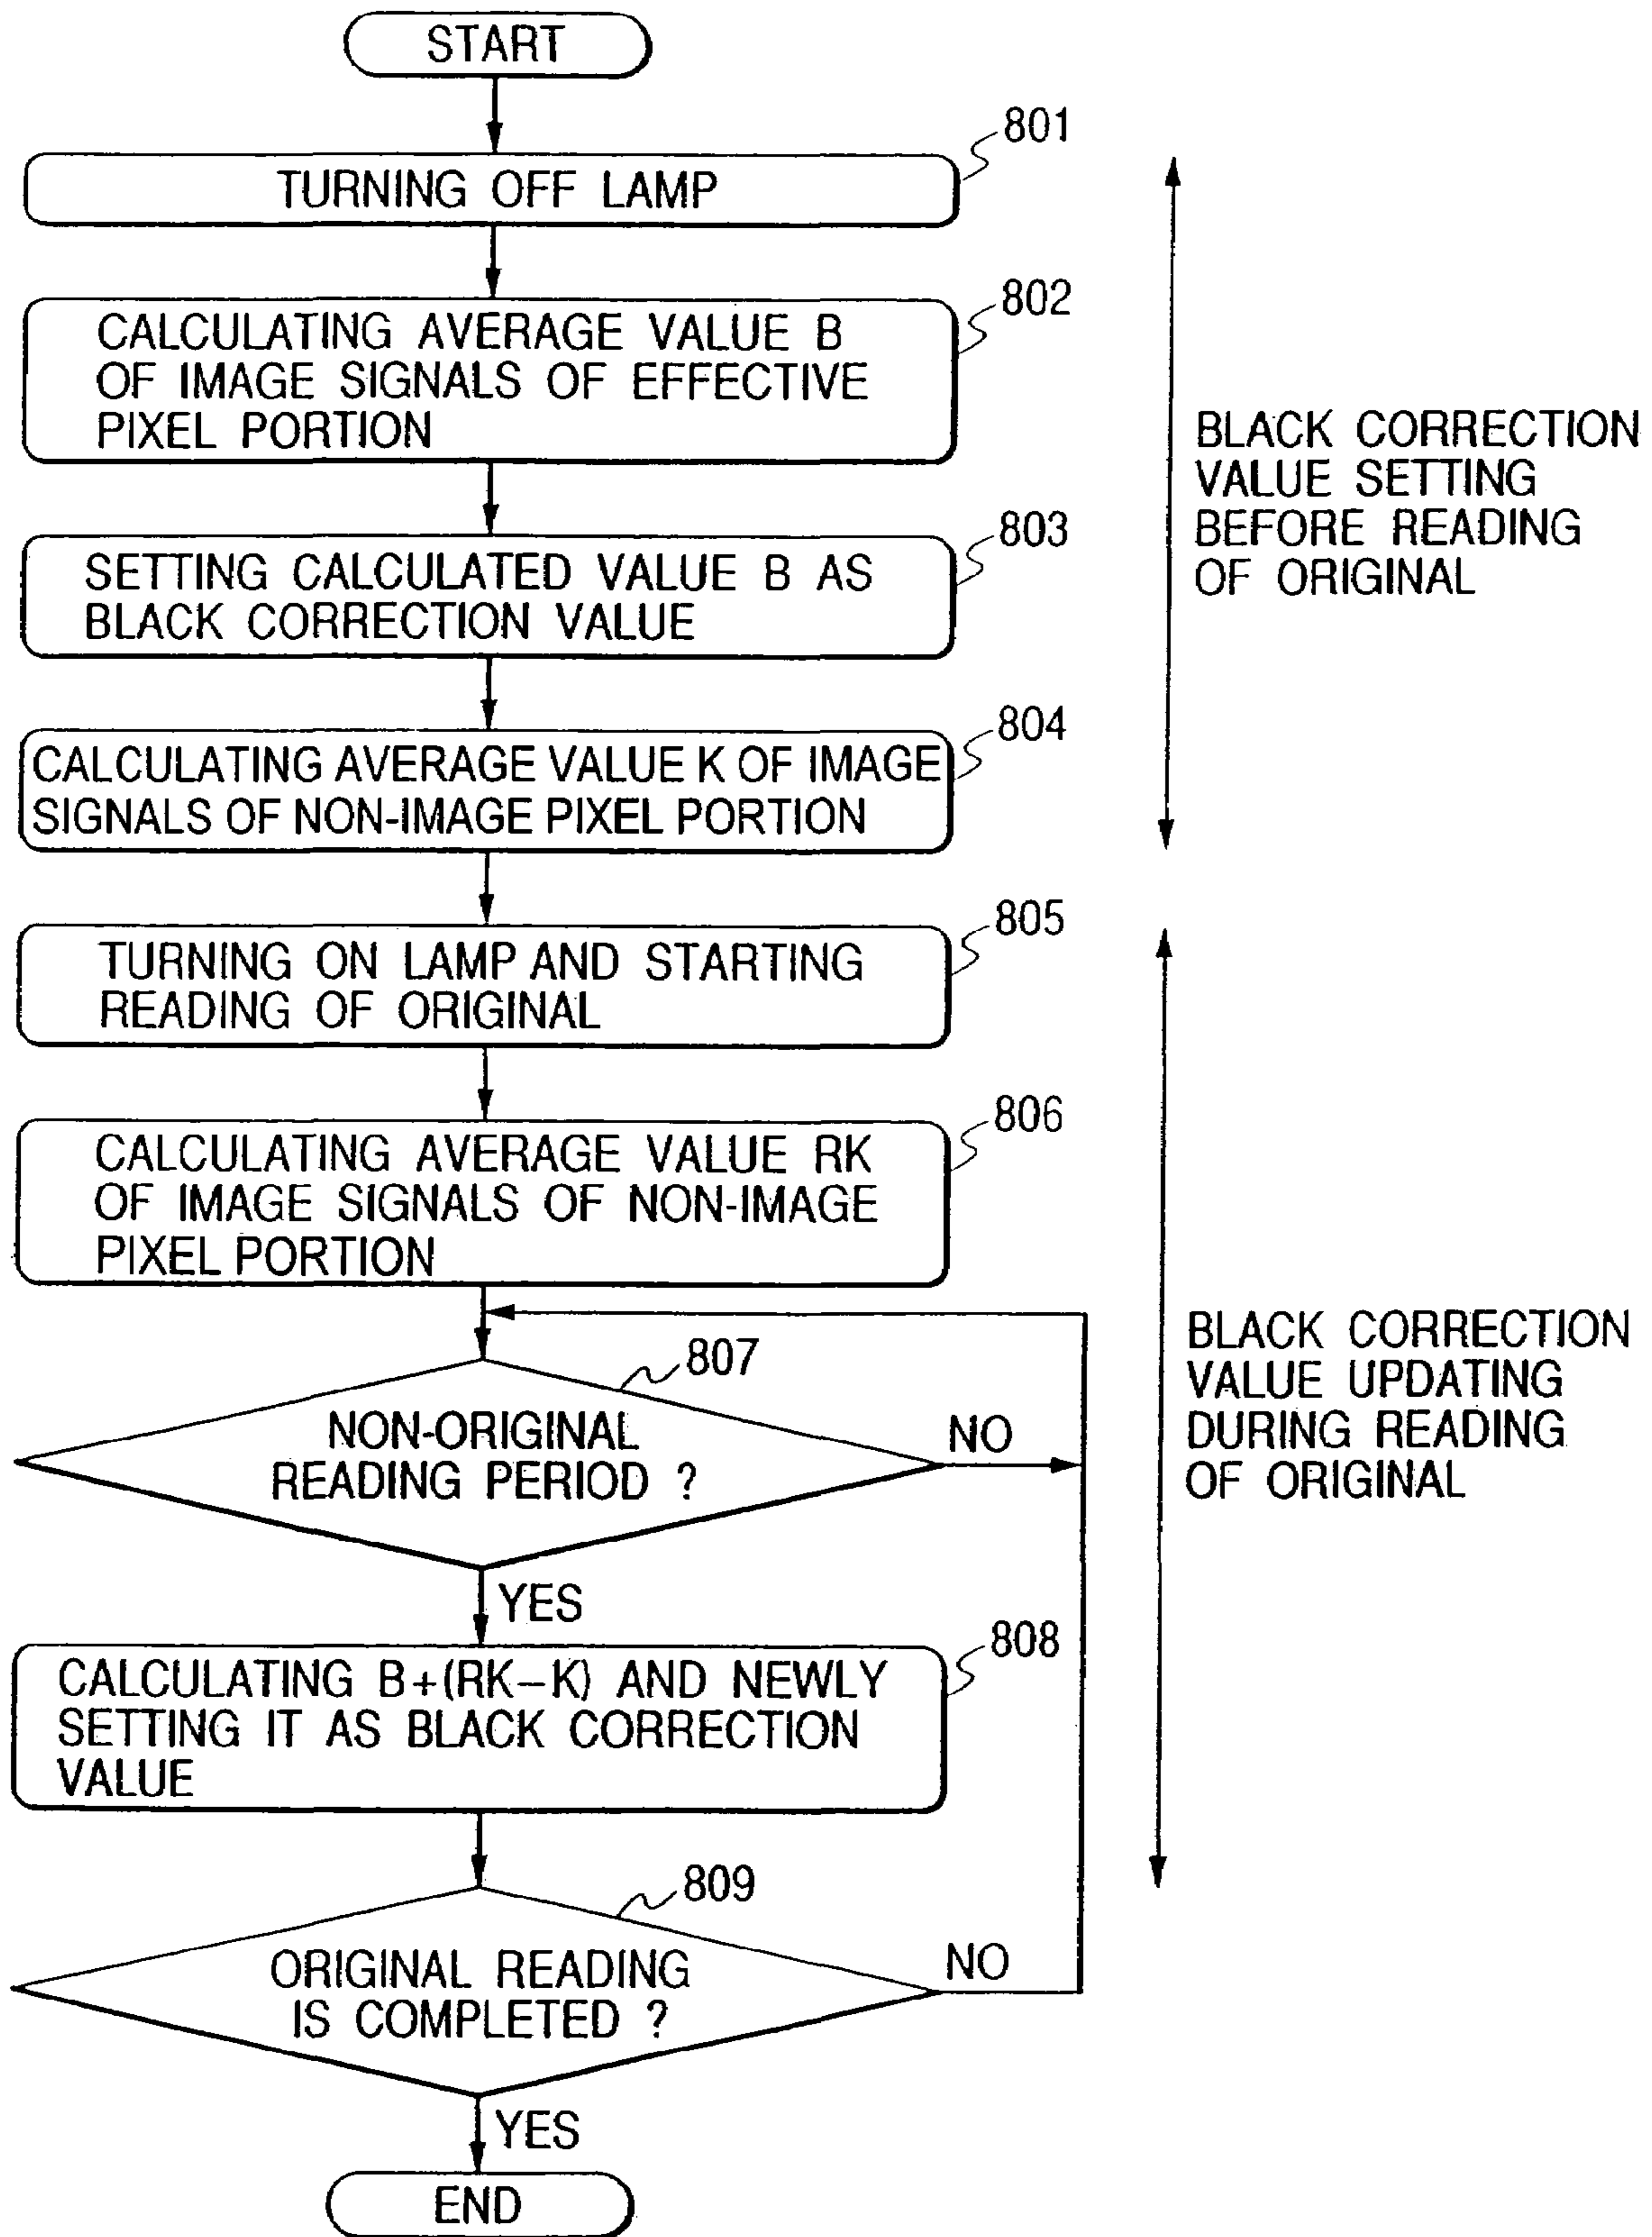 START
801
TURNING OFF LAMP
802
CALCULATING AVERAGE VALUE B
OF IMAGE SIGNALS OF EFFECTIVE
PIXEL PORTION
803
SETTING CALCULATED VALUE B AS
BLACK CORRECTION VALUE
804
CALCULATING AVERAGE VALUE K OF IMAGE
SIGNALS OF NON-IMAGE PIXEL PORTION
BLACK CORRECTION
VALUE SETTING
BEFORE READING
OF ORIGINAL
805
TURNING ON LAMP AND STARTING
READING OF ORIGINAL
806
CALCULATING AVERAGE VALUE RK
OF IMAGE SIGNALS OF NON-IMAGE
PIXEL PORTION
807
NON-ORIGINAL
READING PERIOD ?
NO
YES
808
CALCULATING B+(RK-K) AND NEWLY
SETTING IT AS BLACK CORRECTION
VALUE
BLACK CORRECTION
VALUE UPDATING
DURING READING
OF ORIGINAL
809
ORIGINAL READING
IS COMPLETED ?
NO
YES
END